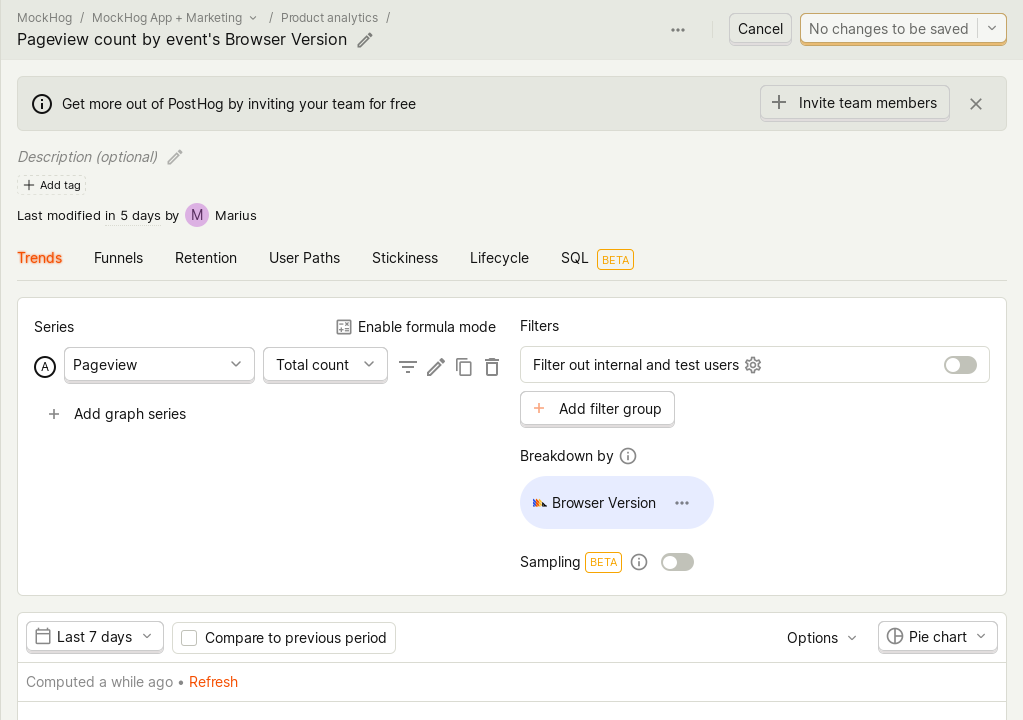 MockHog / MockHog App + Marketing / Product analytics /
Pageview count by event's Browser Version
Cancel
No changes to be saved
Get more out of PostHog by inviting your team for free
Invite team members
Description (optional)
Add tag
Last modified in 5 days by M Marius
Trends Funnels Retention User Paths Stickiness Lifecycle SQL BETA
Series
Enable formula mode
A Pageview Total count
Add graph series
Filters
Filter out internal and test users
Add filter group
Breakdown by
Browser Version
Sampling BETA
Last 7 days Compare to previous period Options Pie chart
Computed a while ago • Refresh